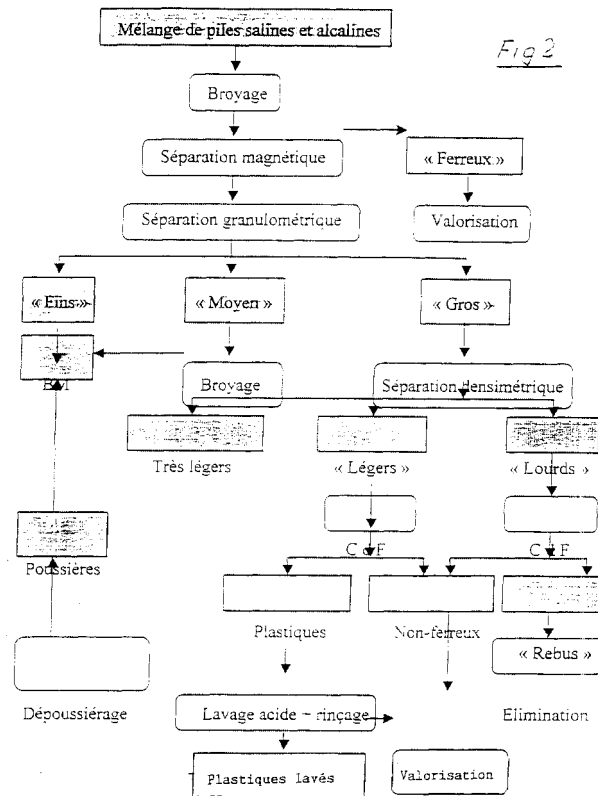 Mélange de piles salines et alcalines
Fig 2
Broyage
Séparation magnétique
« Ferreux »
Séparation granulométrique
Valorisation
« Fins »
« Moyen »
« Gros »
BM
Broyage
Séparation densimétrique
Très légers
« Légers »
« Lourds »
C d F
C d F
Poussières
Plastiques
Non-ferreux
« Rebus »
Dépoussiérage
Lavage acide – rinçage
Elimination
Plastiques lavés
Valorisation